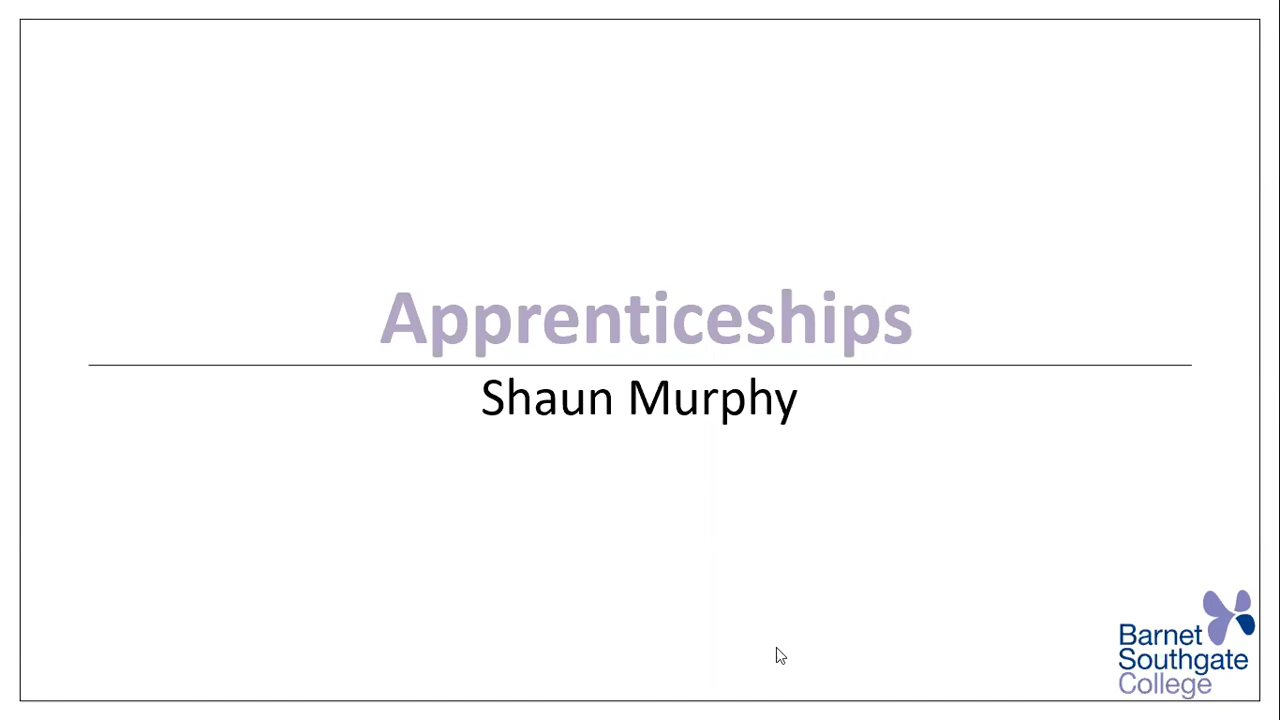 Apprenticeships
Shaun Murphy
Barnet
Southgate
College